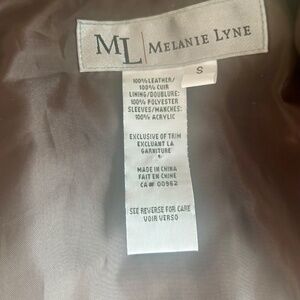 ML MELANIE LYNE
S
100% LEATHER/
100% CUIR
LINING/DOUBLURE:
100% POLYESTER
SLEEVES/MANCHES:
100% ACRYLIC
EXCLUSIVE OF TRIM
EXCLUANT LA
GARNITURE
MADE IN CHINA
FAIT EN CHINE
CA# 00962
SEE REVERSE FOR CARE
VOIR VERSO